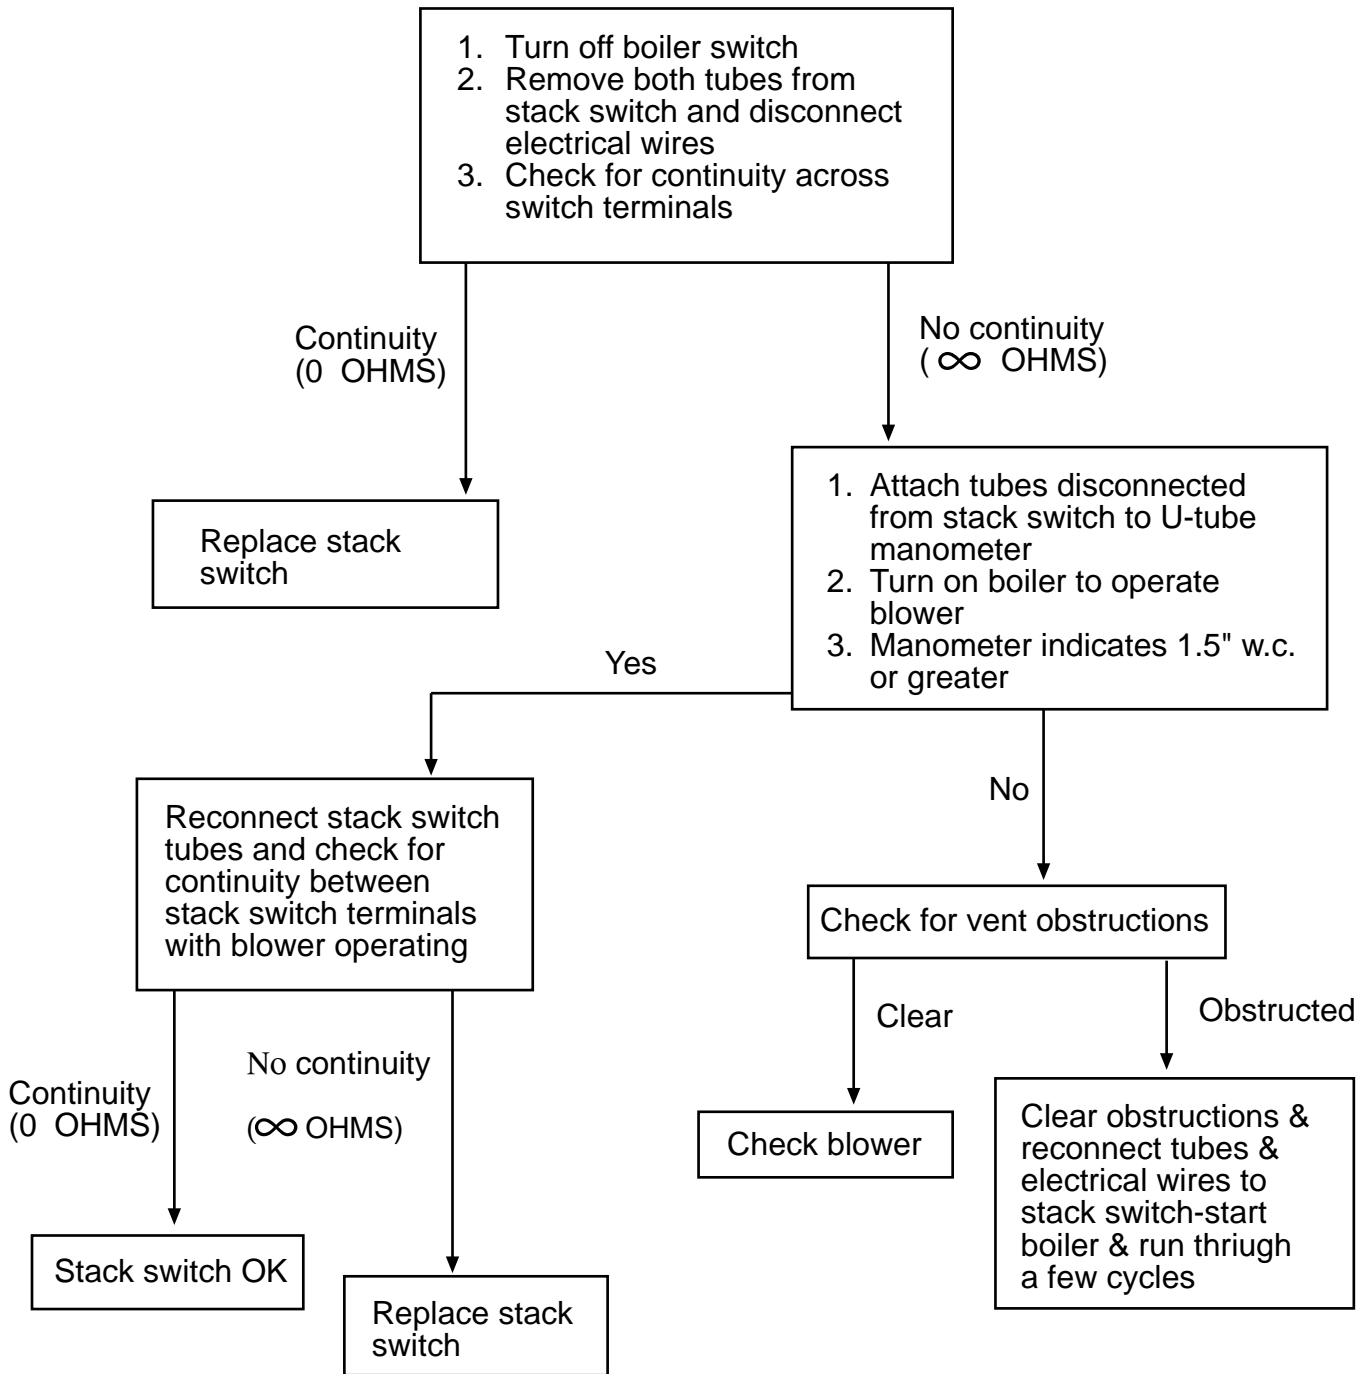 1. Turn off boiler switch
2. Remove both tubes from
stack switch and disconnect
electrical wires
3. Check for continuity across
switch terminals
Continuity
(0 OHMS)
No continuity
( ∞ OHMS)
Replace stack
switch
1. Attach tubes disconnected
from stack switch to U-tube
manometer
2. Turn on boiler to operate
blower
3. Manometer indicates 1.5" w.c.
or greater
Yes
No
Reconnect stack switch
tubes and check for
continuity between
stack switch terminals
with blower operating
Check for vent obstructions
Clear
Obstructed
Continuity
(0 OHMS)
No continuity
(∞ OHMS)
Check blower
Clear obstructions &
reconnect tubes &
electrical wires to
stack switch-start
boiler & run thriugh
a few cycles
Stack switch OK
Replace stack
switch